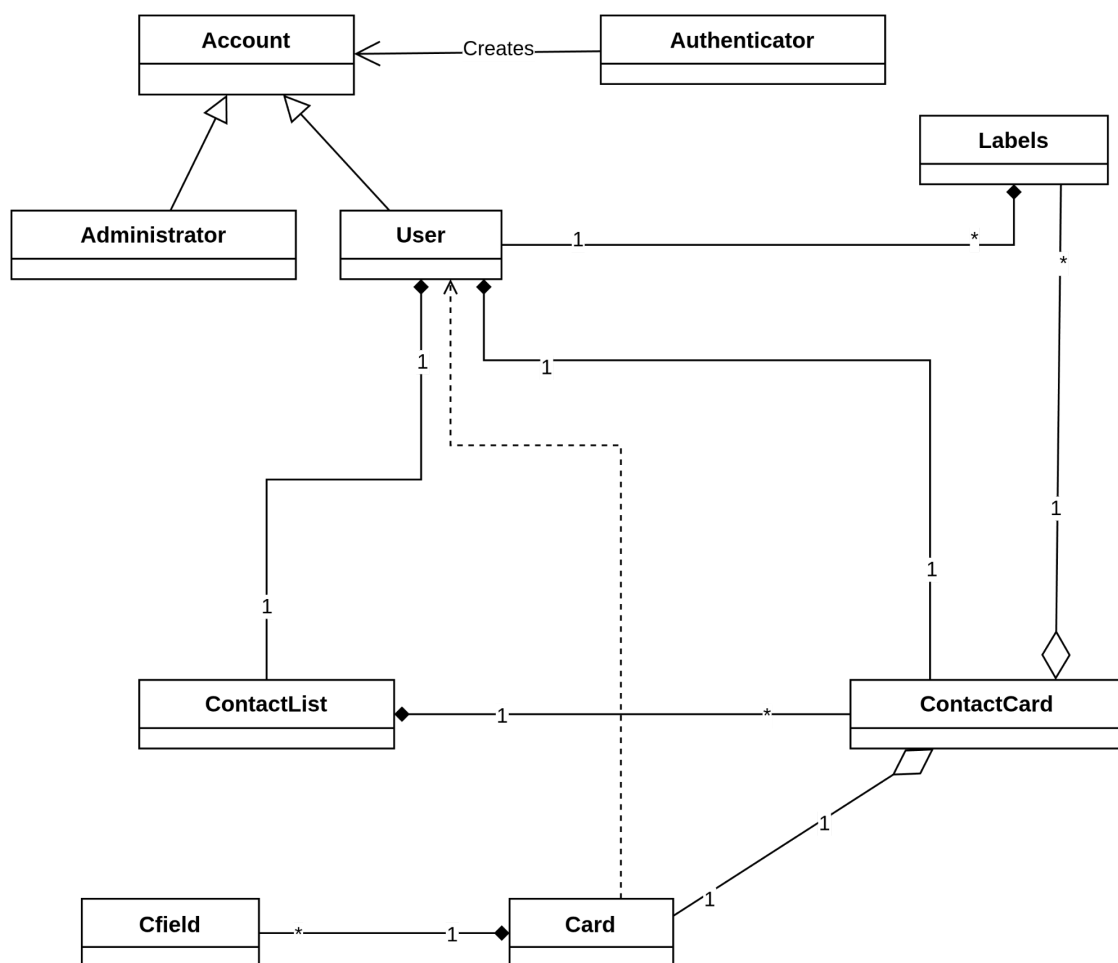 Account
Creates
Authenticator
Labels
Administrator
User
1
*
*
1
1
1
1
1
ContactList
ContactCard
1
*
1
1
Cfield
*
1
Card